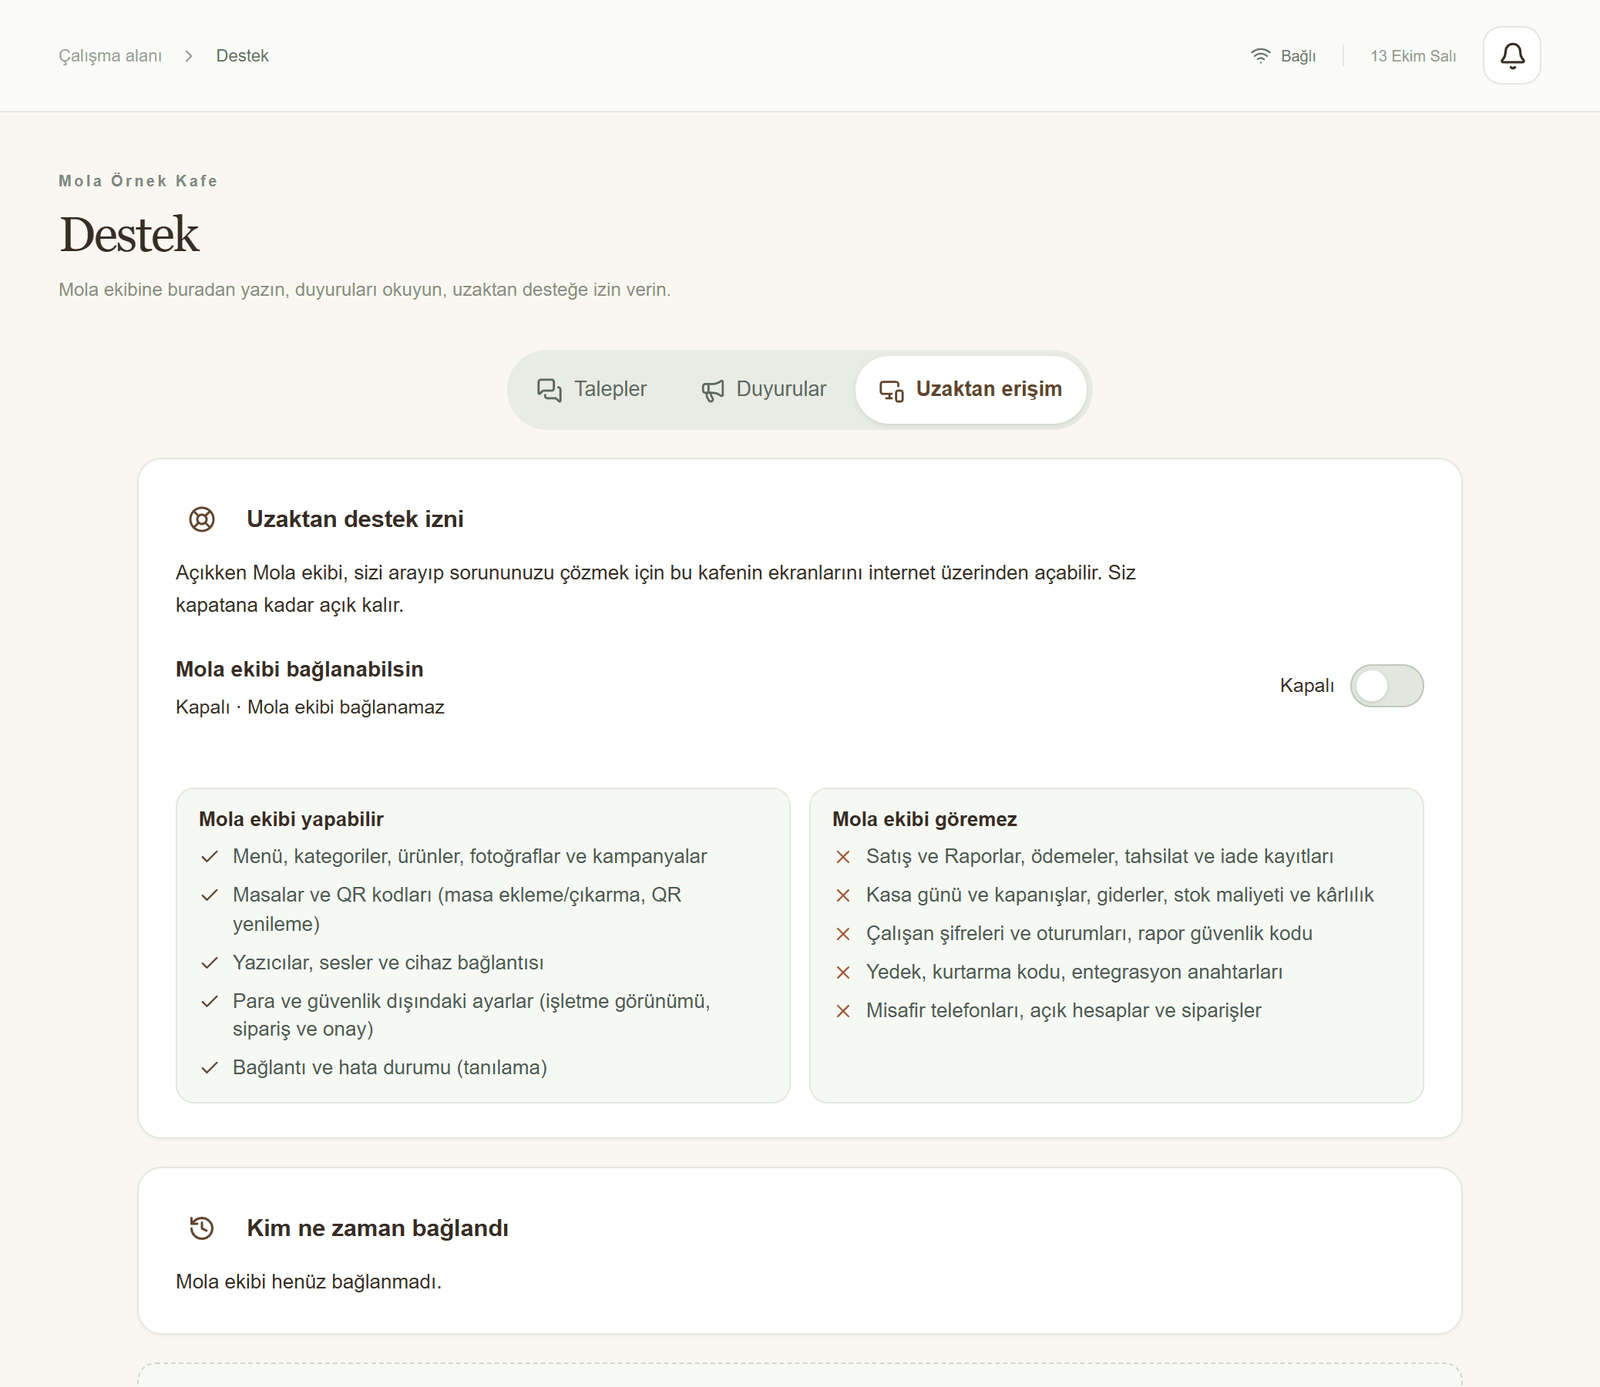 Çalışma alanı
Destek
Bağlı
13 Ekim Salı
Mola Örnek Kafe
Destek
Mola ekibine buradan yazın, duyuruları okuyun, uzaktan desteğe izin verin.
Talepler
Duyurular
Uzaktan erişim
Uzaktan destek izni
Açıkken Mola ekibi, sizi arayıp sorununuzu çözmek için bu kafenin ekranlarını internet üzerinden açabilir. Siz
kapatana kadar açık kalır.
Mola ekibi bağlanabilsin
Kapalı · Mola ekibi bağlanamaz
Kapalı
Mola ekibi yapabilir
Menü, kategoriler, ürünler, fotoğraflar ve kampanyalar
Masalar ve QR kodları (masa ekleme/çıkarma, QR
yenileme)
Yazıcılar, sesler ve cihaz bağlantısı
Para ve güvenlik dışındaki ayarlar (işletme görünümü,
sipariş ve onay)
Bağlantı ve hata durumu (tanılama)
Mola ekibi göremez
Satış ve Raporlar, ödemeler, tahsilat ve iade kayıtları
Kasa günü ve kapanışlar, giderler, stok maliyeti ve kârlılık
Çalışan şifreleri ve oturumları, rapor güvenlik kodu
Yedek, kurtarma kodu, entegrasyon anahtarları
Misafir telefonları, açık hesaplar ve siparişler
Kim ne zaman bağlandı
Mola ekibi henüz bağlanmadı.